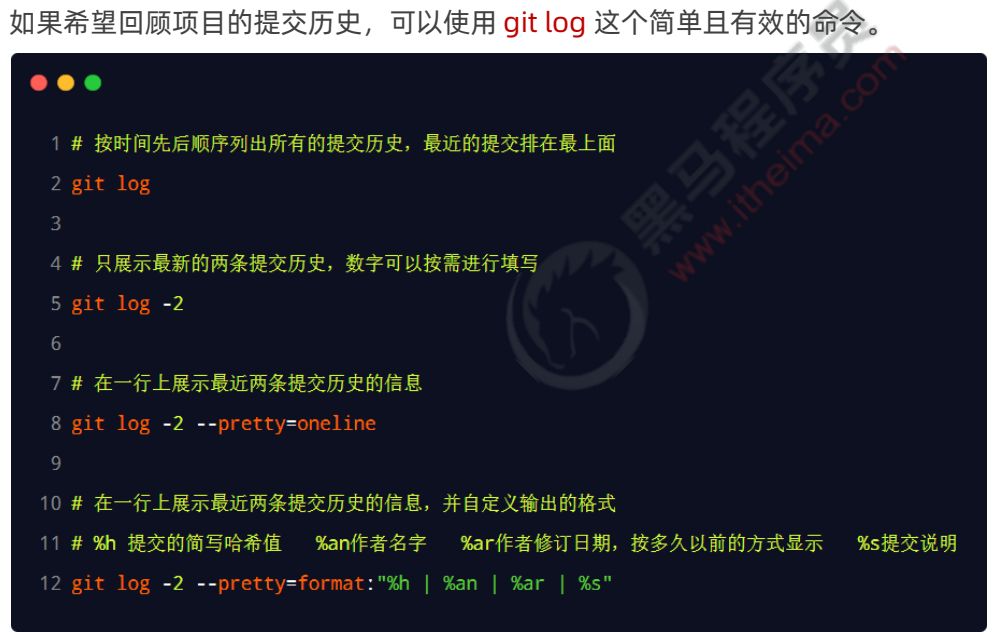 如果希望回顾项目的提交历史，可以使用 git log 这个简单且有效的命令。
1 # 按时间先后顺序列出所有的提交历史，最近的提交排在最上面
2 git log
3
4 # 只展示最新的两条提交历史，数字可以按需进行填写
5 git log -2
6
7 # 在一行上展示最近两条提交历史的信息
8 git log -2 --pretty=oneline
9
10 # 在一行上展示最近两条提交历史的信息，并自定义输出的格式
11 # %h 提交的简写哈希值   %an作者名字   %ar作者修订日期，按多久以前的方式显示   %s提交说明
12 git log -2 --pretty=format:"%h | %an | %ar | %s"
黑马程序员
www.itheima.com